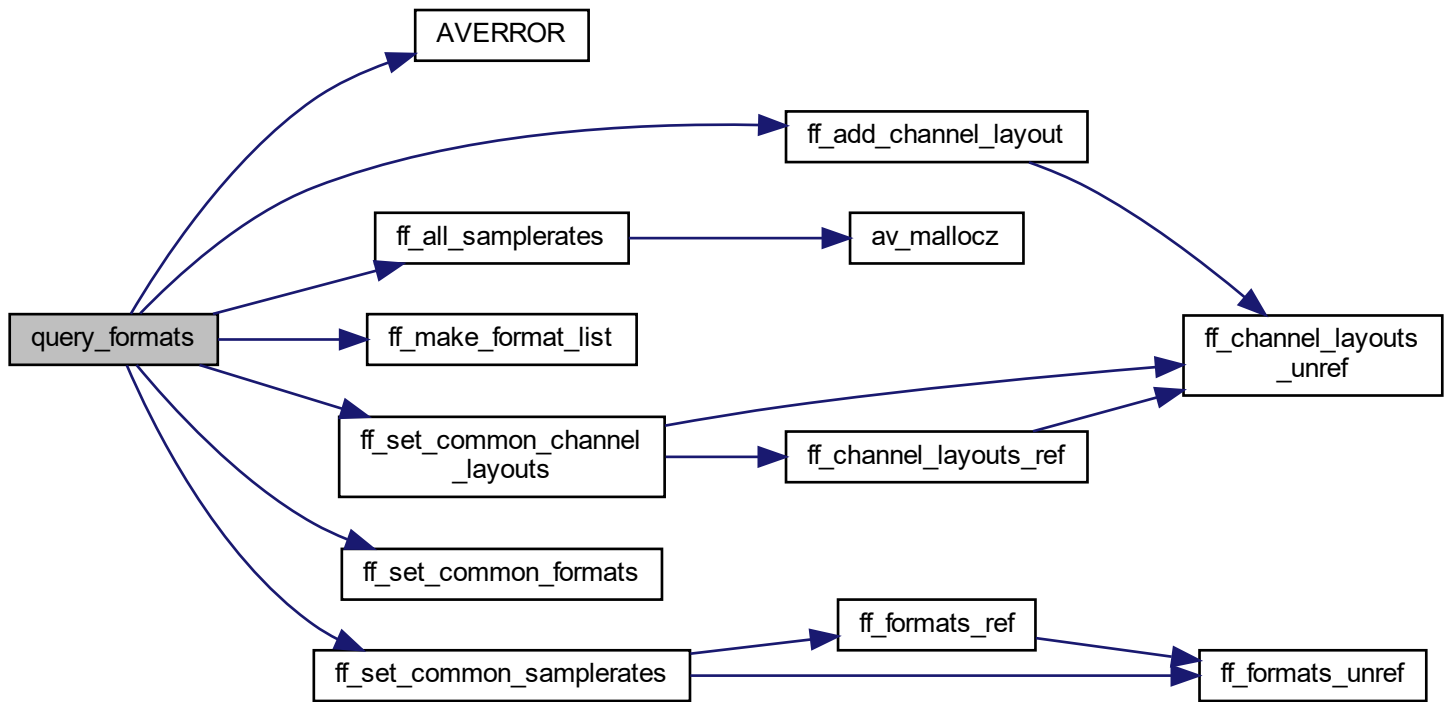 AVERROR
ff_add_channel_layout
ff_all_samplerates
av_mallocz
query_formats
ff_make_format_list
ff_channel_layouts
_unref
ff_set_common_channel
_layouts
ff_channel_layouts_ref
ff_set_common_formats
ff_formats_ref
ff_set_common_samplerates
ff_formats_unref